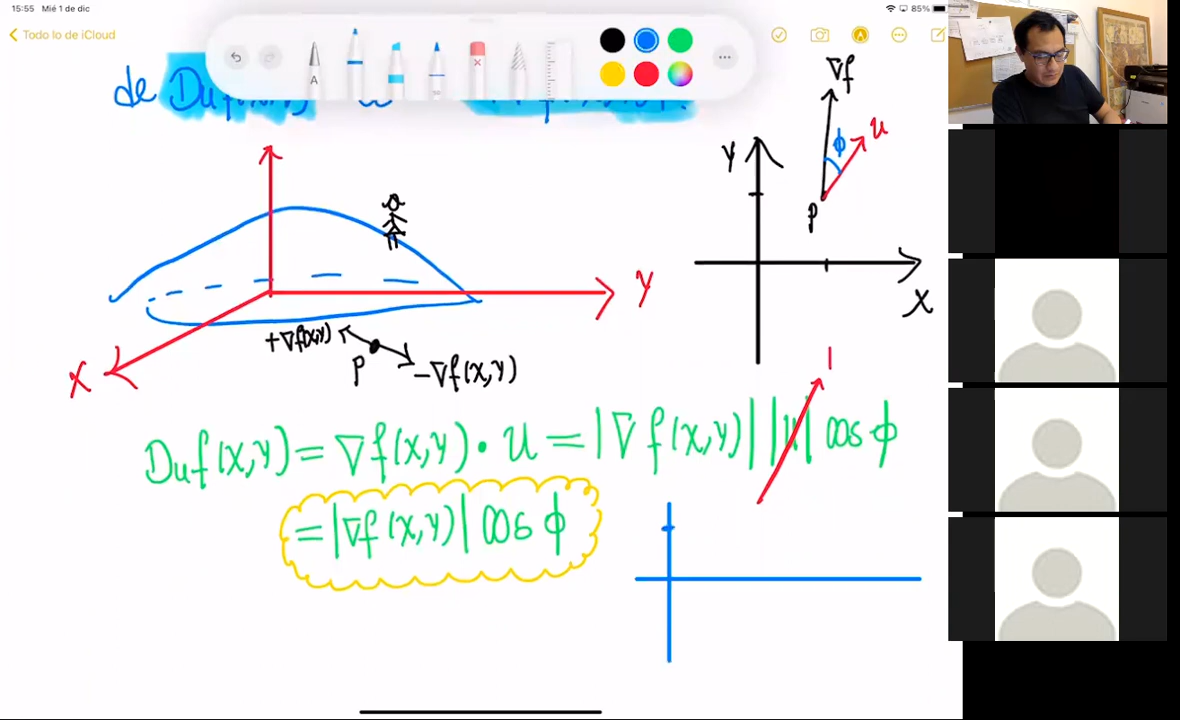 15:55 Mié 1 de dic
85%
Todo lo de iCloud
A
de
∇f
φ
u
P
Y
X
Y
X
+∇f(x,y)
P
-∇f(x,y)
1
Duf(x,y) = ∇f(x,y) • u = |∇f(x,y)| |u| cos φ
= |∇f(x,y)| cos φ